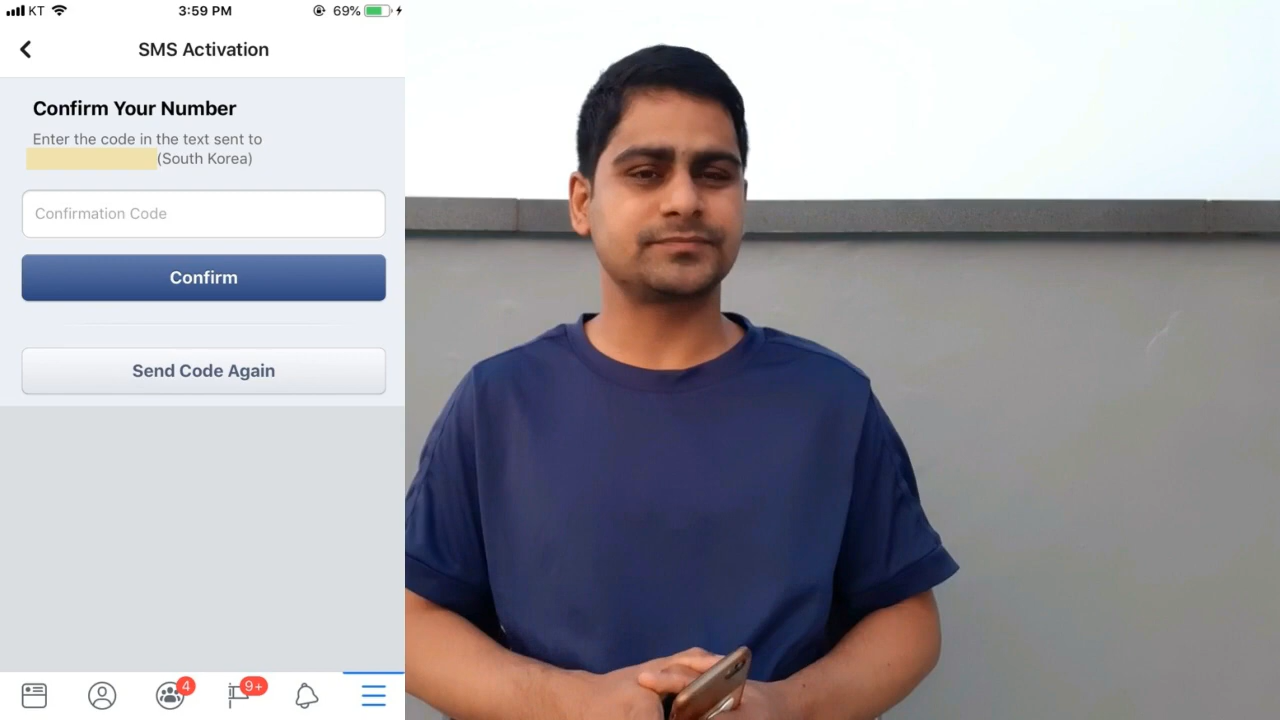 KT 3:59 PM 69%
SMS Activation
Confirm Your Number
Enter the code in the text sent to
(South Korea)
Confirmation Code
Confirm
Send Code Again
4 9+